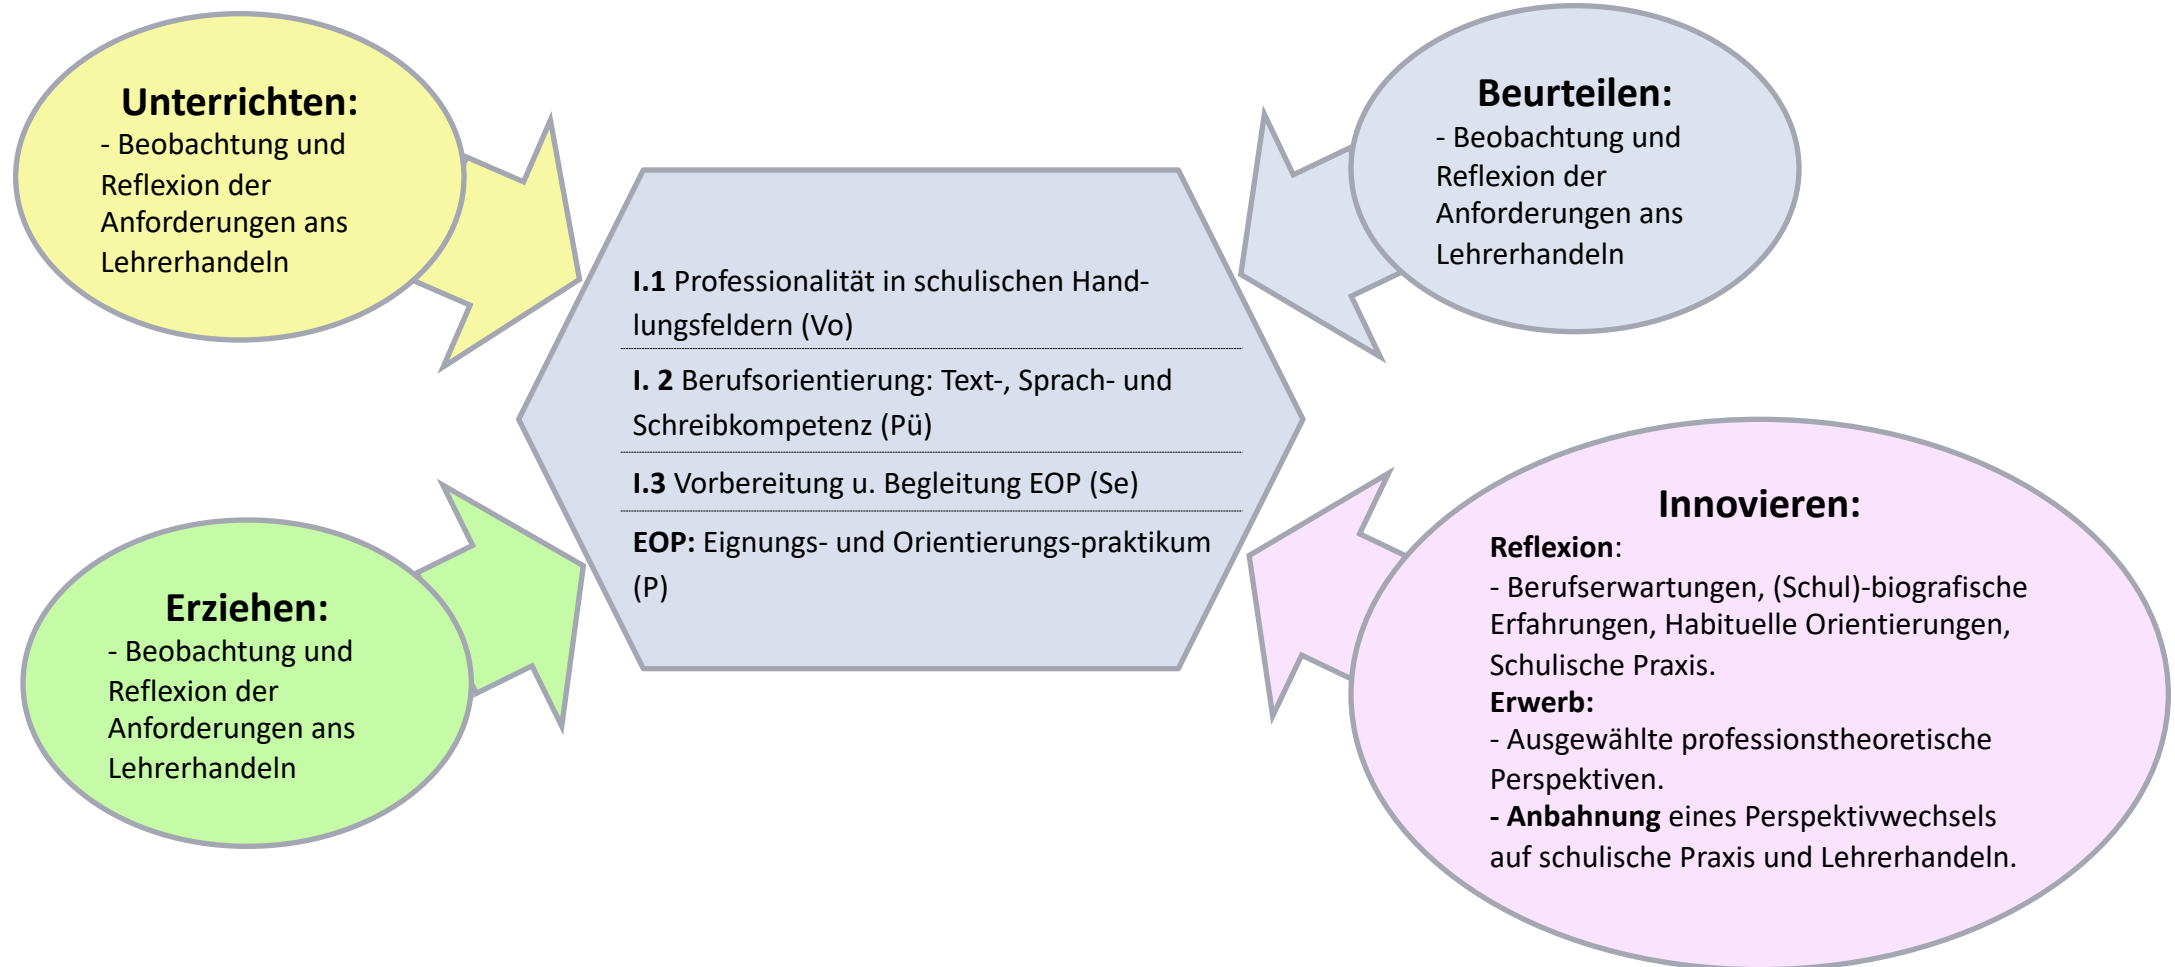 Unterrichten:
- Beobachtung und
Reflexion der
Anforderungen ans
Lehrerhandeln
Beurteilen:
- Beobachtung und
Reflexion der
Anforderungen ans
Lehrerhandeln
I.1 Professionalität in schulischen Hand-
lungsfeldern (Vo)
I. 2 Berufsorientierung: Text-, Sprach- und
Schreibkompetenz (Pü)
I.3 Vorbereitung u. Begleitung EOP (Se)
EOP: Eignungs- und Orientierungs-praktikum
(P)
Erziehen:
- Beobachtung und
Reflexion der
Anforderungen ans
Lehrerhandeln
Innovieren:
Reflexion:
- Berufserwartungen, (Schul)-biografische
Erfahrungen, Habituelle Orientierungen,
Schulische Praxis.
Erwerb:
- Ausgewählte professionstheoretische
Perspektiven.
- Anbahnung eines Perspektivwechsels
auf schulische Praxis und Lehrerhandeln.